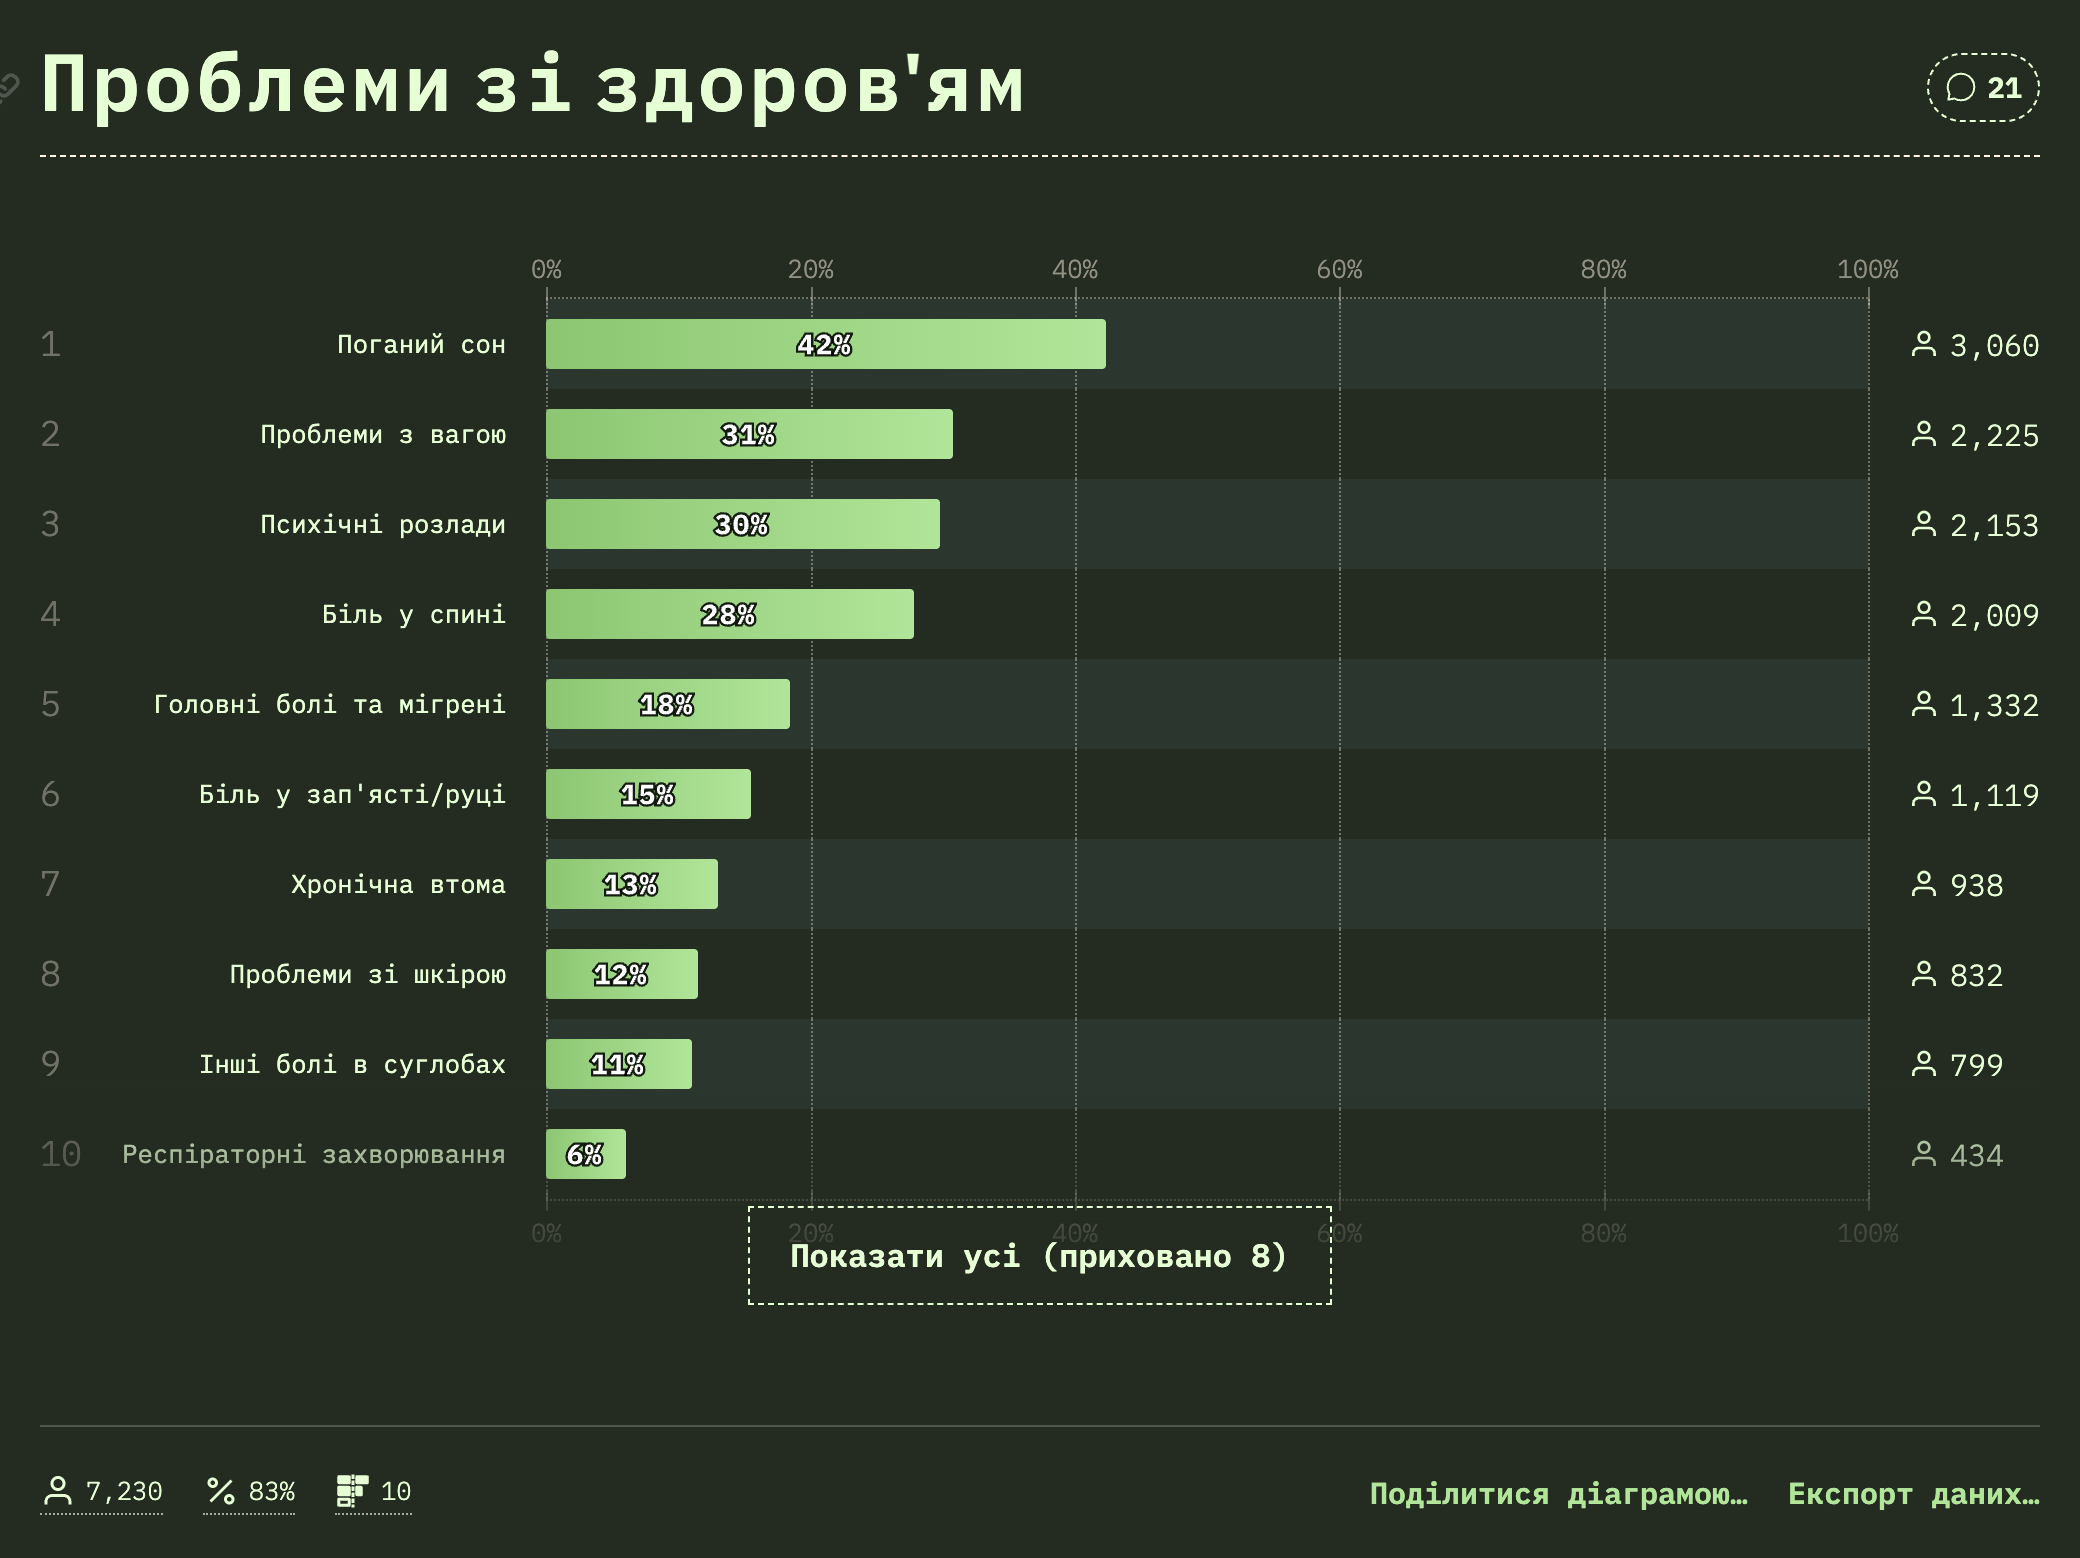 Проблеми зі здоров'ям
21
0% 20% 40% 60% 80% 100%
1 Поганий сон 42% 3,060
2 Проблеми з вагою 31% 2,225
3 Психічні розлади 30% 2,153
4 Біль у спині 28% 2,009
5 Головні болі та мігрені 18% 1,332
6 Біль у зап'ясті/руці 15% 1,119
7 Хронічна втома 13% 938
8 Проблеми зі шкірою 12% 832
9 Інші болі в суглобах 11% 799
10 Респіраторні захворювання 6% 434
0% 20% 40% 60% 80% 100%
Показати усі (приховано 8)
7,230 83% 10 Поділитися діаграмою… Експорт даних…